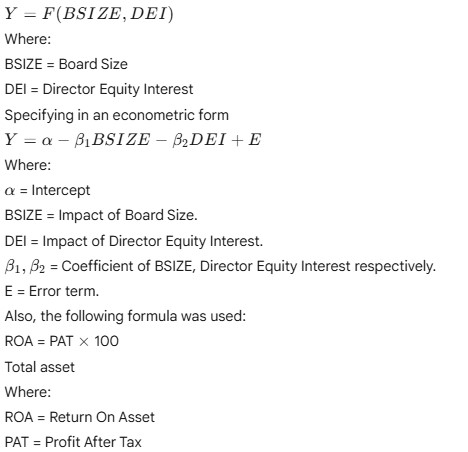 Y = F(BSIZE, DEI)
Where:
BSIZE = Board Size
DEI = Director Equity Interest
Specifying in an econometric form
Y = α − β₁BSIZE − β₂DEI + E
Where:
α = Intercept
BSIZE = Impact of Board Size.
DEI = Impact of Director Equity Interest.
β₁, β₂ = Coefficient of BSIZE, Director Equity Interest respectively.
E = Error term.
Also, the following formula was used:
ROA = PAT × 100
Total asset
Where:
ROA = Return On Asset
PAT = Profit After Tax